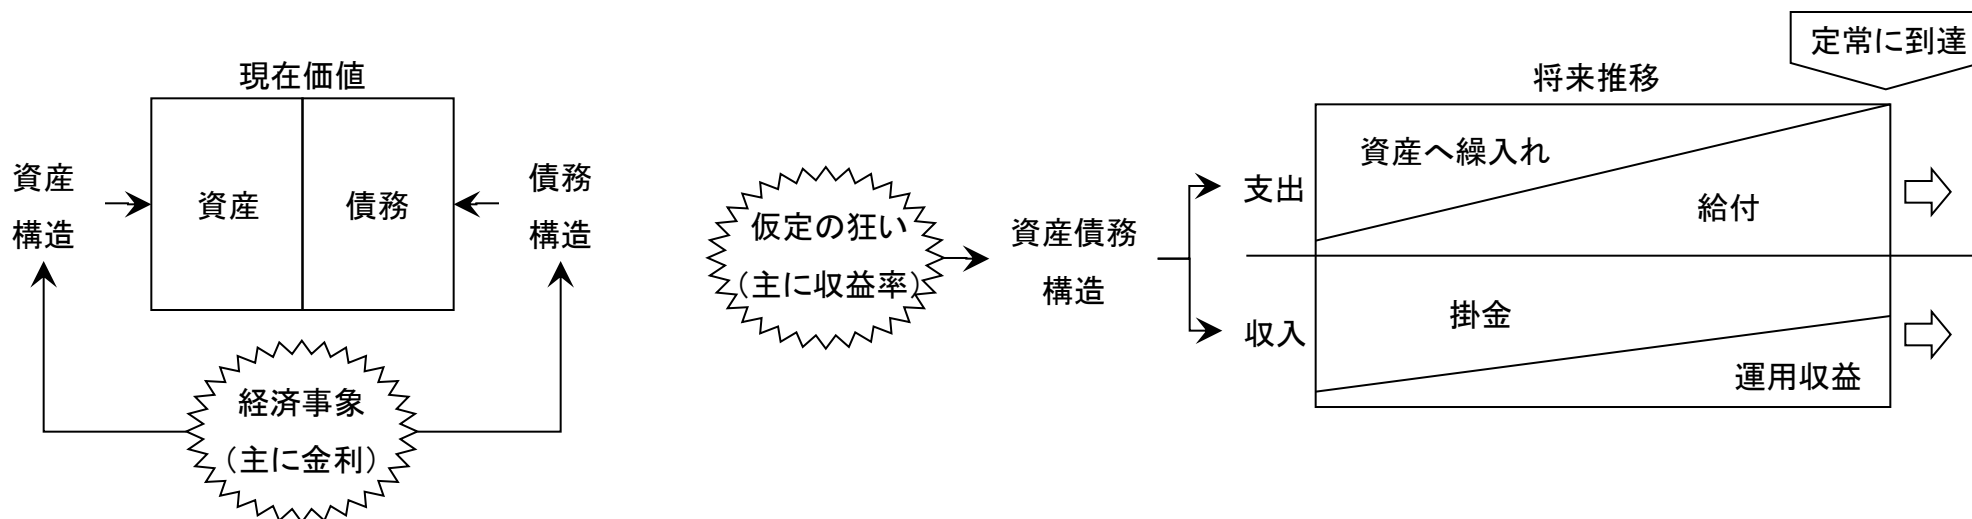 現在価値
資産
構造
資産
債務
債務
構造
経済事象
（主に金利）
仮定の狂い
（主に収益率）
資産債務
構造
定常に到達
将来推移
支出
資産へ繰入れ
給付
収入
掛金
運用収益